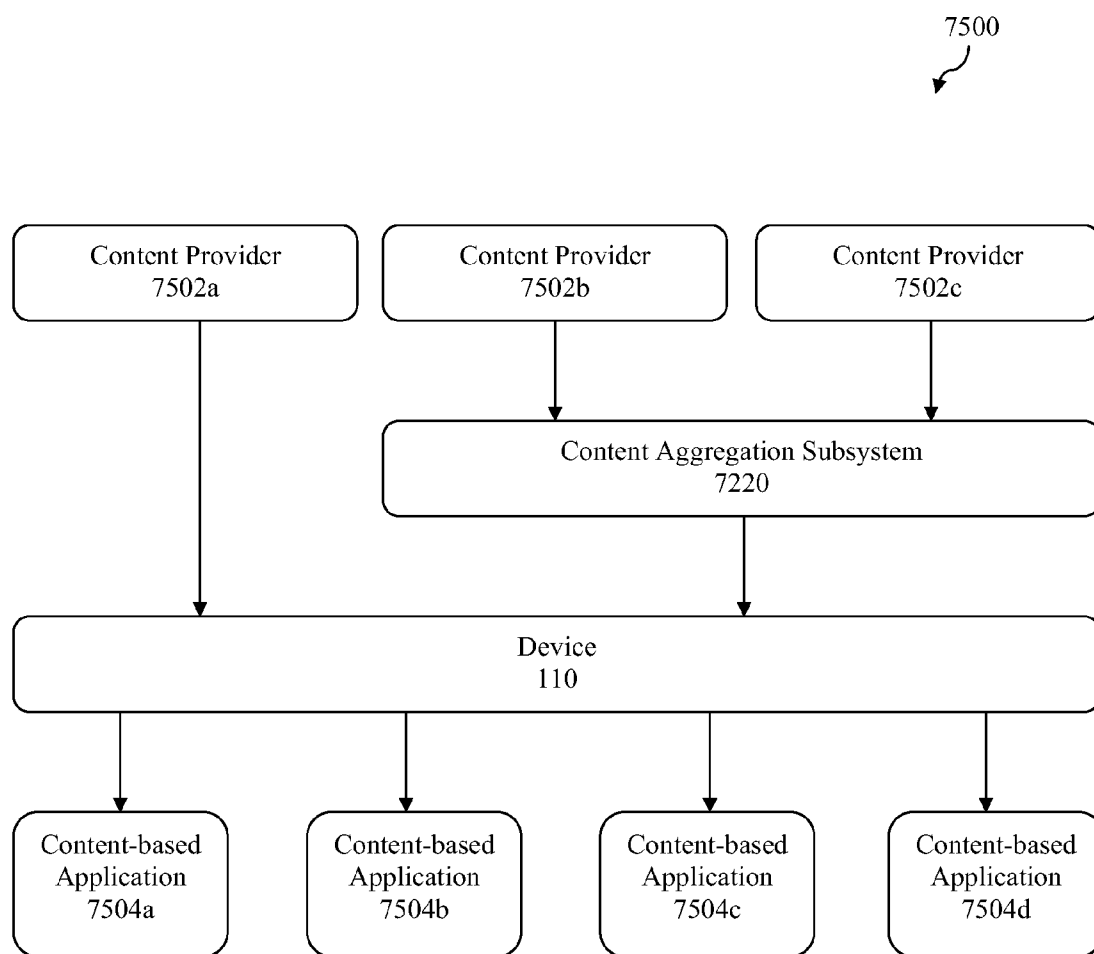 7500
Content Provider
7502a
Content Provider
7502b
Content Provider
7502c
Content Aggregation Subsystem
7220
Device
110
Content-based
Application
7504a
Content-based
Application
7504b
Content-based
Application
7504c
Content-based
Application
7504d